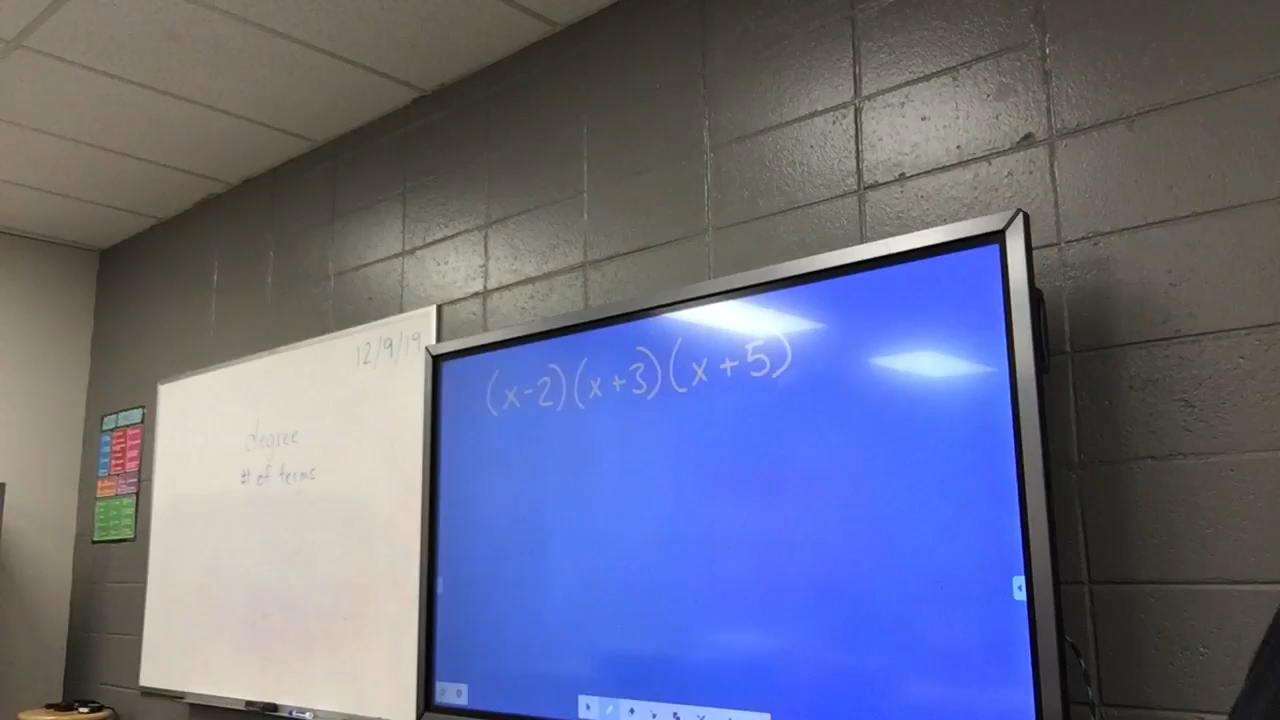 12/9/19
degree
# of terms
(x-2)(x+3)(x+5)